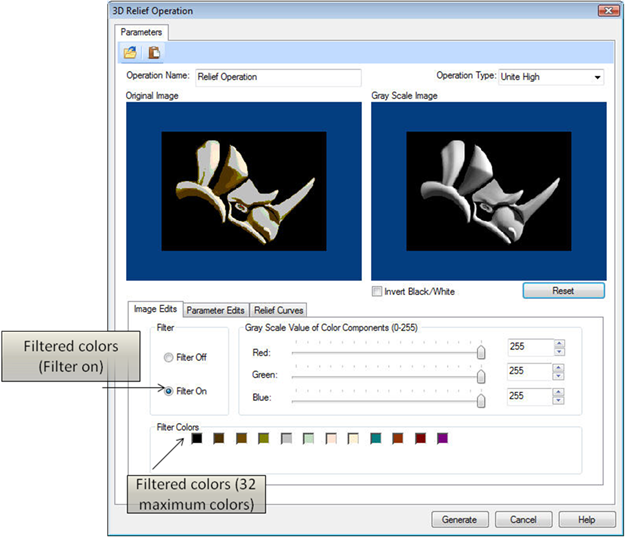 3D Relief Operation
Parameters
Operation Name:
Relief Operation
Operation Type:
Unite High
Original Image
Gray Scale Image
Invert Black/White
Reset
Image Edits
Parameter Edits
Relief Curves
Filter
Filter Off
Filter On
Gray Scale Value of Color Components (0-255)
Red:
255
Green:
255
Blue:
255
Filtered colors
(Filter on)
Filter Colors
Filtered colors (32
maximum colors)
Generate
Cancel
Help